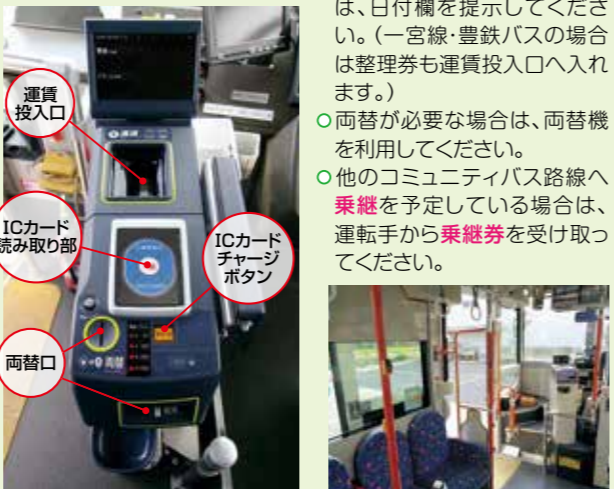 運賃
投入口
ICカード
読み取り部
ICカード
チャージ
ボタン
両替口
両替
は、日付欄を提示してくださ
い。(一宮線・豊鉄バスの場合
は整理券も運賃投入口へ入れ
ます。)
○両替が必要な場合は、両替機
を利用してください。
○他のコミュニティバス路線へ
乗継を予定している場合は、
運転手から乗継券を受け取っ
てください。